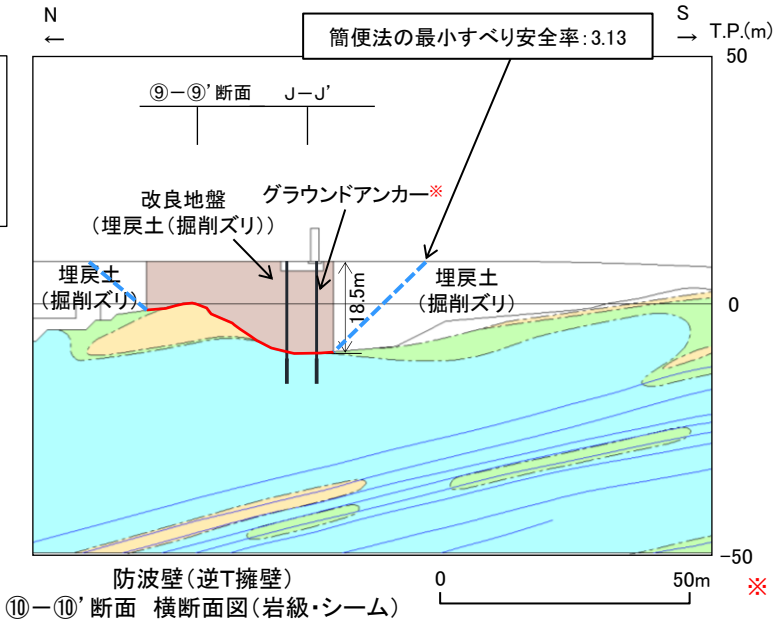 N
←
S
→
T.P.(m)
50
簡便法の最小すべり安全率:3.13
⑨-⑨'断面
J-J'
改良地盤
(埋戻土(掘削ズリ))
グラウンドアンカー※
埋戻土
(掘削ズリ)
18.5m
埋戻土
(掘削ズリ)
0
-50
防波壁(逆T擁壁)
0
50m
※
⑩-⑩'断面 横断面図(岩級・シーム)